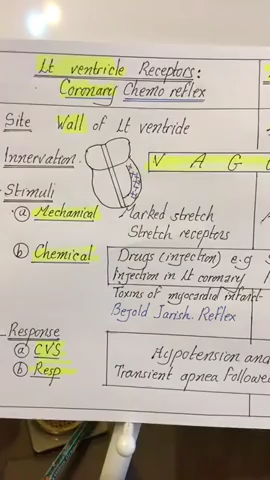 Lt ventricle Receptors:
Coronary Chemo reflex
Site Wall of Lt ventricle
Innervation V A G
Stimuli
ⓐ Mechanical Marked stretch
Stretch receptors
ⓑ Chemical Drugs (injection) e.g
Injection in Lt coronary
Toxins of myocardial infarct.
Bejold Jarish Reflex
Response
ⓐ CVS Hypotension and
ⓑ Resp Transient apnea followe